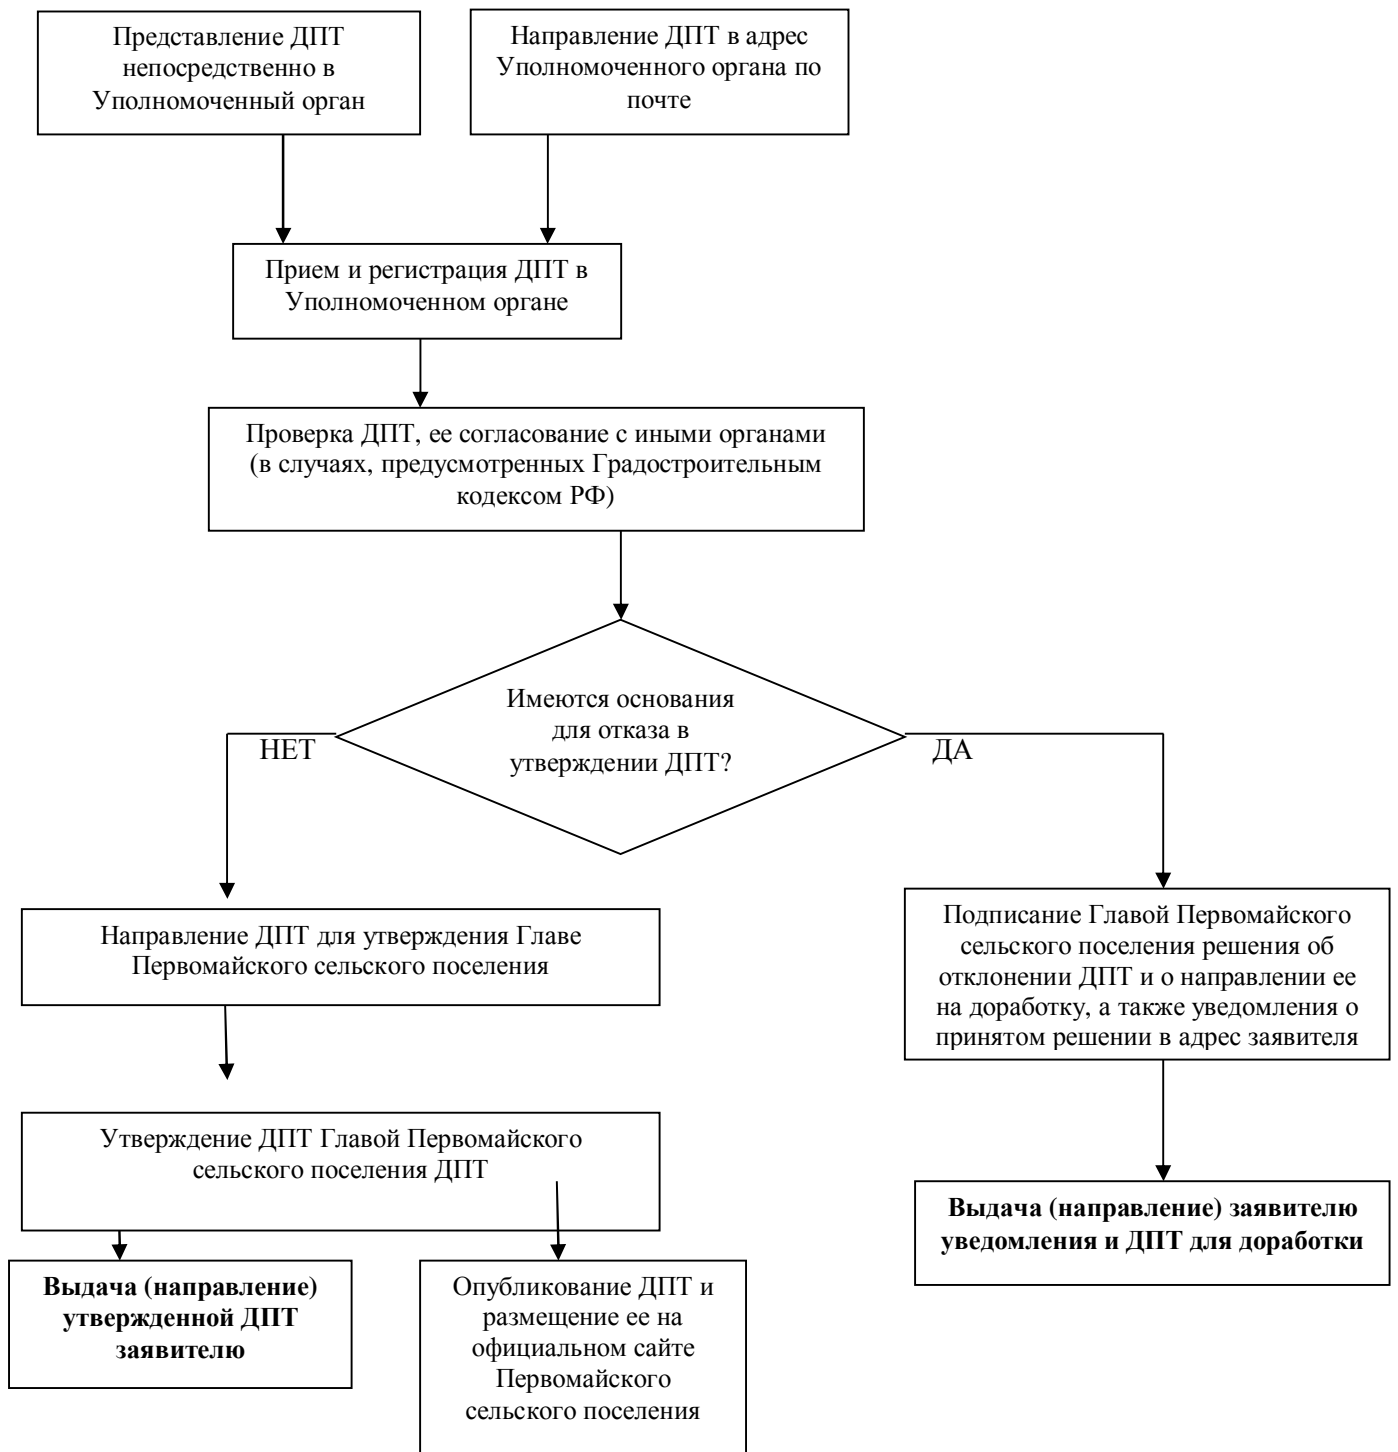 Представление ДПТ
непосредственно в
Уполномоченный орган
Направление ДПТ в адрес
Уполномоченного органа по
почте
Прием и регистрация ДПТ в
Уполномоченном органе
Проверка ДПТ, ее согласование с иными органами
(в случаях, предусмотренных Градостроительным
кодексом РФ)
Имеются основания
для отказа в
утверждении ДПТ?
НЕТ
ДА
Направление ДПТ для утверждения Главе
Первомайского сельского поселения
Подписание Главой Первомайского
сельского поселения решения об
отклонении ДПТ и о направлении ее
на доработку, а также уведомления о
принятом решении в адрес заявителя
Утверждение ДПТ Главой Первомайского
сельского поселения ДПТ
Выдача (направление) заявителю
уведомления и ДПТ для доработки
Выдача (направление)
утвержденной ДПТ
заявителю
Опубликование ДПТ и
размещение ее на
официальном сайте
Первомайского
сельского поселения